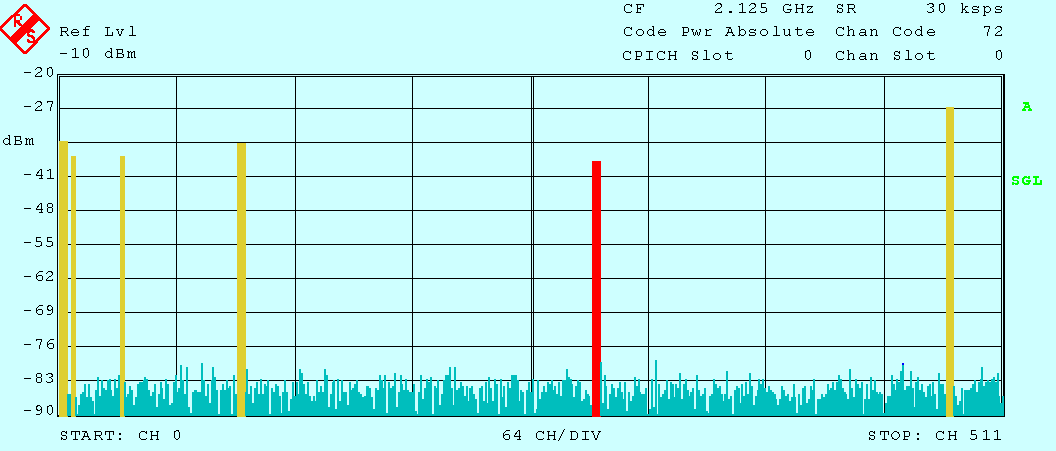 R S
CF 2.125 GHz SR 30 ksps
Ref Lvl Code Pwr Absolute Chan Code 72
-10 dBm CPICH Slot 0 Chan Slot 0
-20
-27
A
dBm
-41
SGL
-48
-55
-62
-69
-76
-83
-90
START: CH 0 64 CH/DIV STOP: CH 511